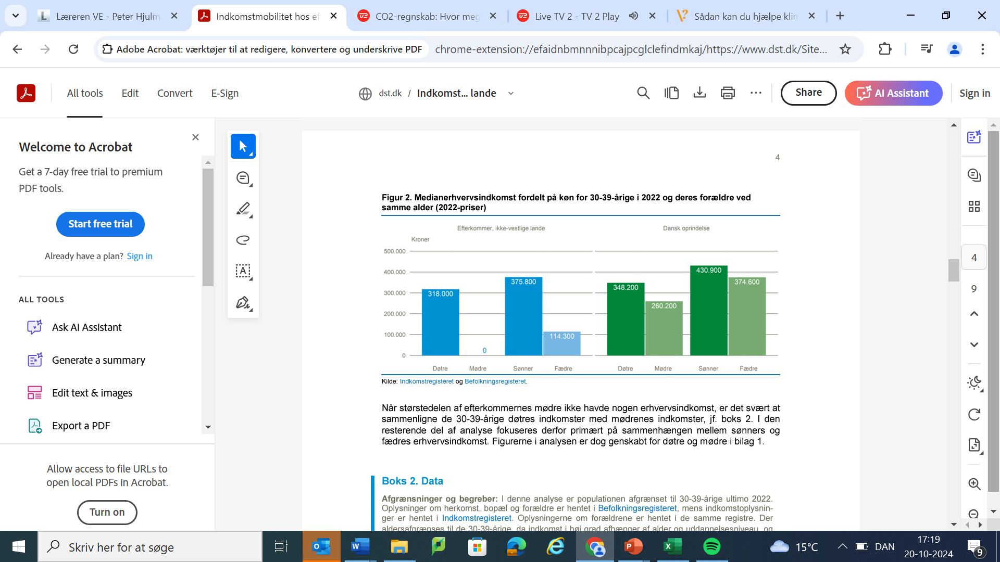 Læreren VE - Peter Hjulm
Indkomstmobilitet hos ef
CO2-regnskab: Hvor meg
Live TV 2 - TV 2 Play
Sådan kan du hjælpe klim
Adobe Acrobat: værktøjer til at redigere, konvertere og underskrive PDF
chrome-extension://efaidnbmnnnibpcajpcglclefindmkaj/https://www.dst.dk/Site...
All tools
Edit
Convert
E-Sign
dst.dk / Indkomst... lande
Share
AI Assistant
Sign in
Welcome to Acrobat
Get a 7-day free trial to premium
PDF tools.
Start free trial
Already have a plan? Sign in
ALL TOOLS
Ask AI Assistant
Generate a summary
Edit text & images
Export a PDF
Allow access to file URLs to
open local PDFs in Acrobat.
Turn on
4
Figur 2. Medianerhvervsindkomst fordelt på køn for 30-39-årige i 2022 og deres forældre ved
samme alder (2022-priser)
Efterkommer, ikke-vestlige lande
Dansk oprindelse
Kroner
500.000
400.000
300.000
200.000
100.000
0
318.000
0
375.800
114.300
348.200
260.200
430.900
374.600
Døtre Mødre Sønner Fædre
Døtre Mødre Sønner Fædre
Kilde: Indkomstregisteret og Befolkningsregisteret.
Når størstedelen af efterkommernes mødre ikke havde nogen erhvervsindkomst, er det svært at
sammenligne de 30-39-årige døtres indkomster med mødrenes indkomster, jf. boks 2. I den
resterende del af analyse fokuseres derfor primært på sammenhængen mellem sønners og
fædres erhvervsindkomst. Figurerne i analysen er dog genskabt for døtre og mødre i bilag 1.
Boks 2. Data
Afgrænsninger og begreber: I denne analyse er populationen afgrænset til 30-39-årige ultimo 2022.
Oplysninger om herkomst, bopæl og forældre er hentet i Befolkningsregisteret, mens indkomstoplysnin-
ger er hentet i Indkomstregisteret. Oplysningerne om forældrene er hentet i de samme registre. Der
aldersafgrænses til de 30-39-årige, da indkomst i høj grad afhænger af alder og uddannelsesniveau, og
4
9
Skriv her for at søge
15°C
DAN
17:19
20-10-2024
9